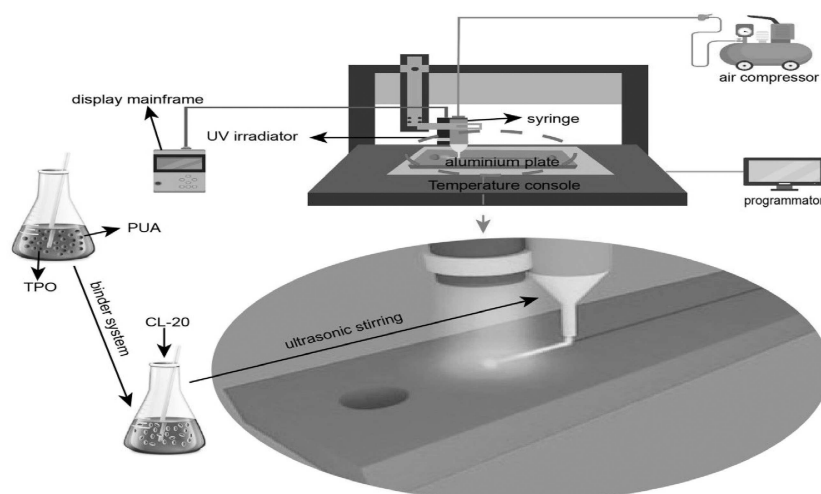 air compressor
display mainframe
syringe
UV irradiator
aluminium plate
Temperature console
programmator
PUA
TPO
binder system
CL-20
ultrasonic stirring